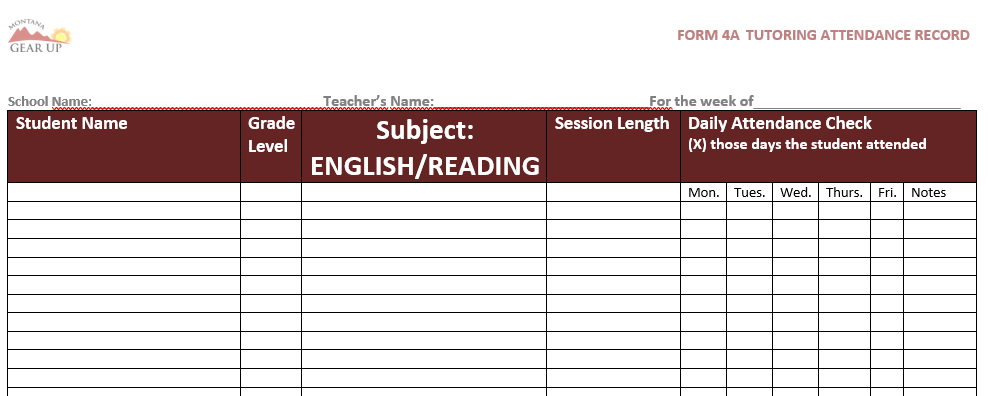 MONTANA
GEAR UP
FORM 4A TUTORING ATTENDANCE RECORD
School Name: Teacher's Name: For the week of
Student Name
Grade
Level
Subject:
ENGLISH/READING
Session Length
Daily Attendance Check
(X) those days the student attended
Mon. Tues. Wed. Thurs. Fri. Notes